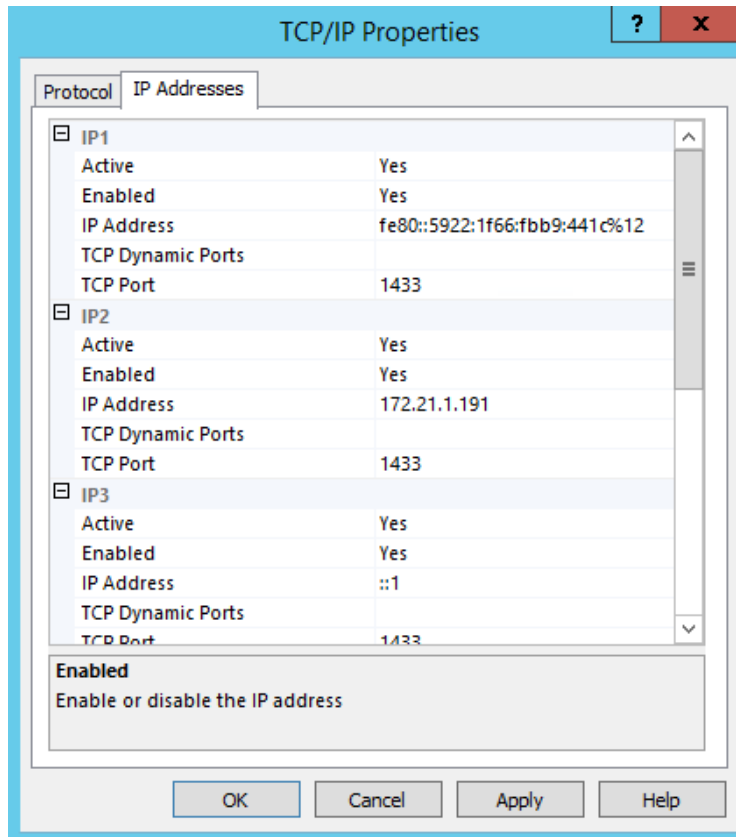 TCP/IP Properties
? x
Protocol IP Addresses
IP1
Active Yes
Enabled Yes
IP Address fe80::5922:1f66:fbb9:441c%12
TCP Dynamic Ports
TCP Port 1433
IP2
Active Yes
Enabled Yes
IP Address 172.21.1.191
TCP Dynamic Ports
TCP Port 1433
IP3
Active Yes
Enabled Yes
IP Address ::1
TCP Dynamic Ports
TCP Port 1433
Enabled
Enable or disable the IP address
OK Cancel Apply Help